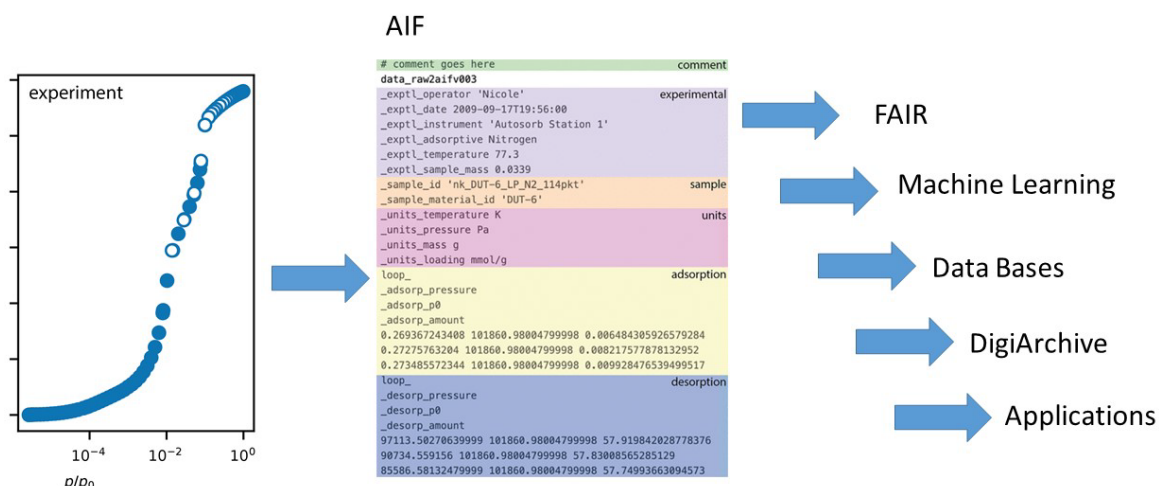 AIF
experiment
10⁻⁴ 10⁻² 10⁰
p/p₀
# comment goes here comment
data_raw2aifv003
_exptl_operator 'Nicole' experimental
_exptl_date 2009-09-17T19:56:00
_exptl_instrument 'Autosorb Station 1'
_exptl_adsorptive Nitrogen
_exptl_temperature 77.3
_exptl_sample_mass 0.0339
_sample_id 'nk_DUT-6_LP_N2_114pkt' sample
_sample_material_id 'DUT-6'
_units_temperature K units
_units_pressure Pa
_units_mass g
_units_loading mmol/g
loop_ adsorption
_adsorp_pressure
_adsorp_p0
_adsorp_amount
0.269367243408 101860.98004799998 0.006484305926579284
0.27275763204 101860.98004799998 0.008217577878132952
0.273485572344 101860.98004799998 0.009928476539499517
loop_ desorption
_desorp_pressure
_desorp_p0
_desorp_amount
97113.50270639999 101860.98004799998 57.919842028778376
90734.559156 101860.98004799998 57.83008565285129
85586.58132479999 101860.98004799998 57.74993663094573
FAIR
Machine Learning
Data Bases
DigiArchive
Applications